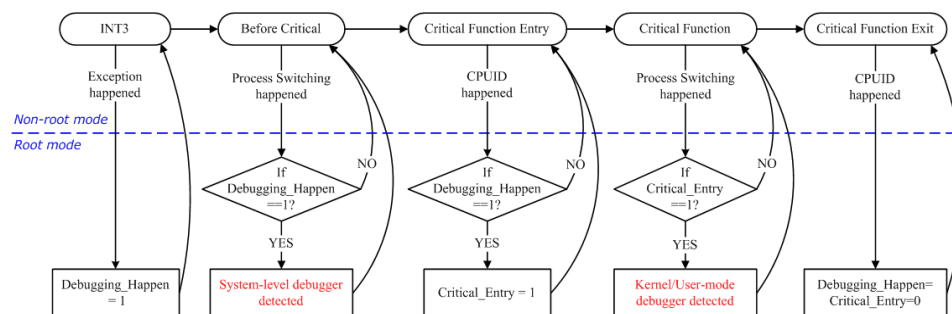 INT3
Before Critical
Critical Function Entry
Critical Function
Critical Function Exit
Exception
happened
Process Switching
happened
CPUID
happened
Process Switching
happened
CPUID
happened
Non-root mode
Root mode
If
Debugging_Happen
==1?
NO
If
Debugging_Happen
==1?
NO
If
Critical_Entry
==1?
NO
YES
YES
YES
Debugging_Happen
= 1
System-level debugger
detected
Critical_Entry = 1
Kernel/User-mode
debugger detected
Debugging_Happen=
Critical_Entry=0